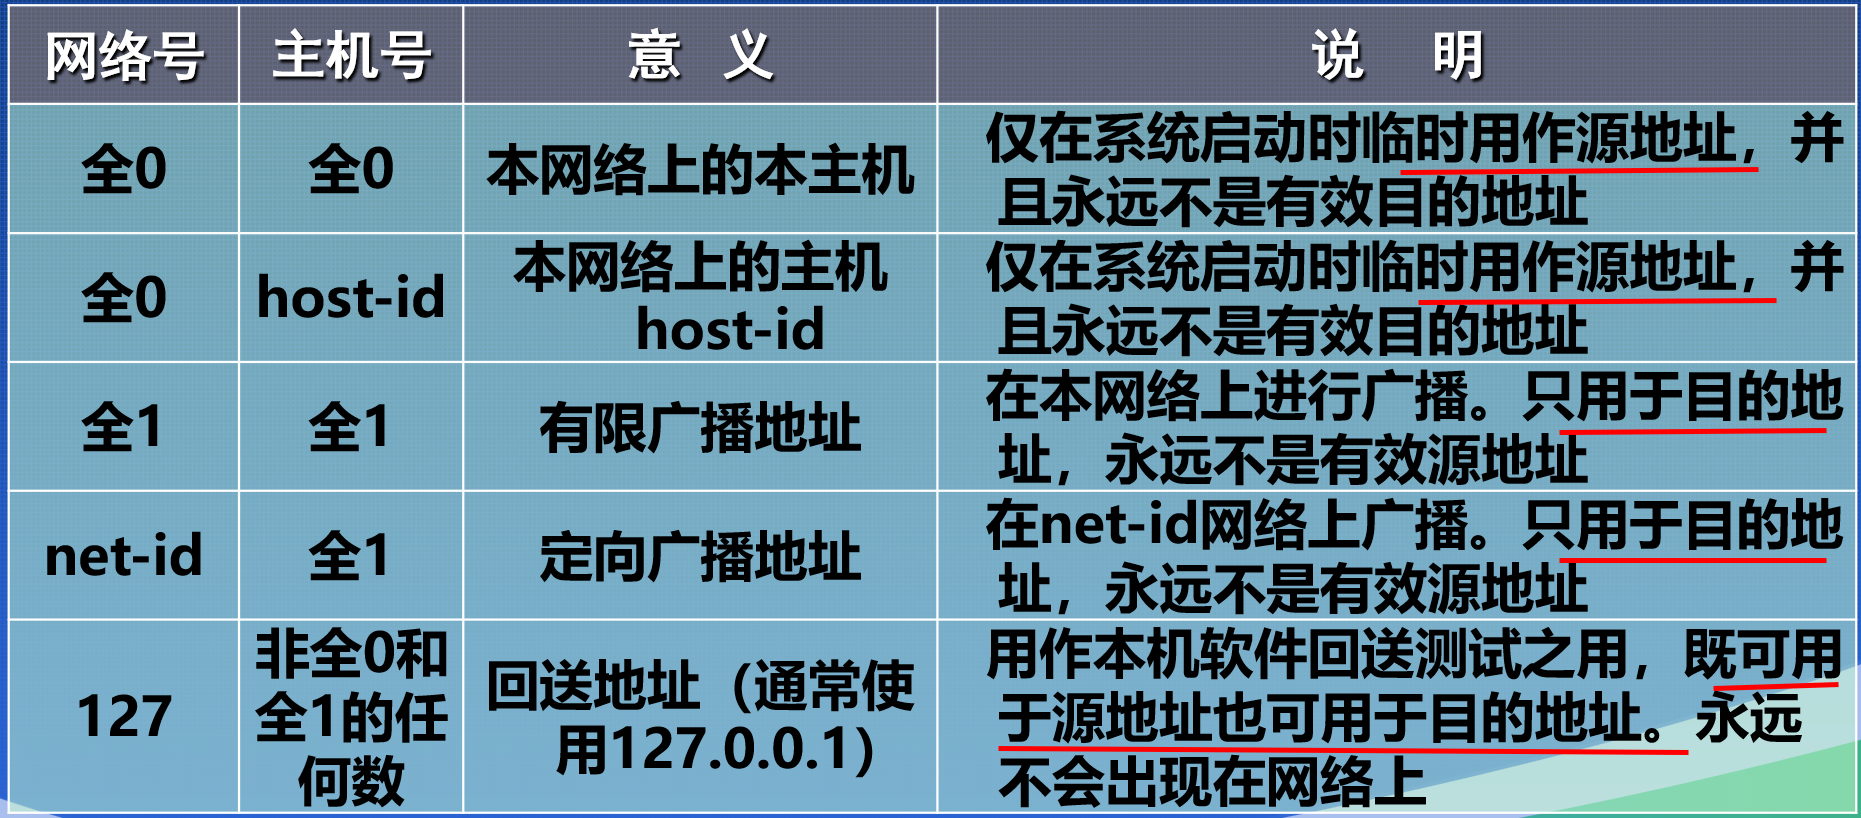 网络号 主机号 意 义 说 明
全0 全0 本网络上的本主机 仅在系统启动时临时用作源地址，并
且永远不是有效目的地址
全0 host-id 本网络上的主机
host-id
仅在系统启动时临时用作源地址，并
且永远不是有效目的地址
全1 全1 有限广播地址 在本网络上进行广播。只用于目的地
址，永远不是有效源地址
net-id 全1 定向广播地址 在net-id网络上广播。只用于目的地
址，永远不是有效源地址
127
非全0和
全1的任
何数
回送地址（通常使
用127.0.0.1）
用作本机软件回送测试之用，既可用
于源地址也可用于目的地址。永远
不会出现在网络上